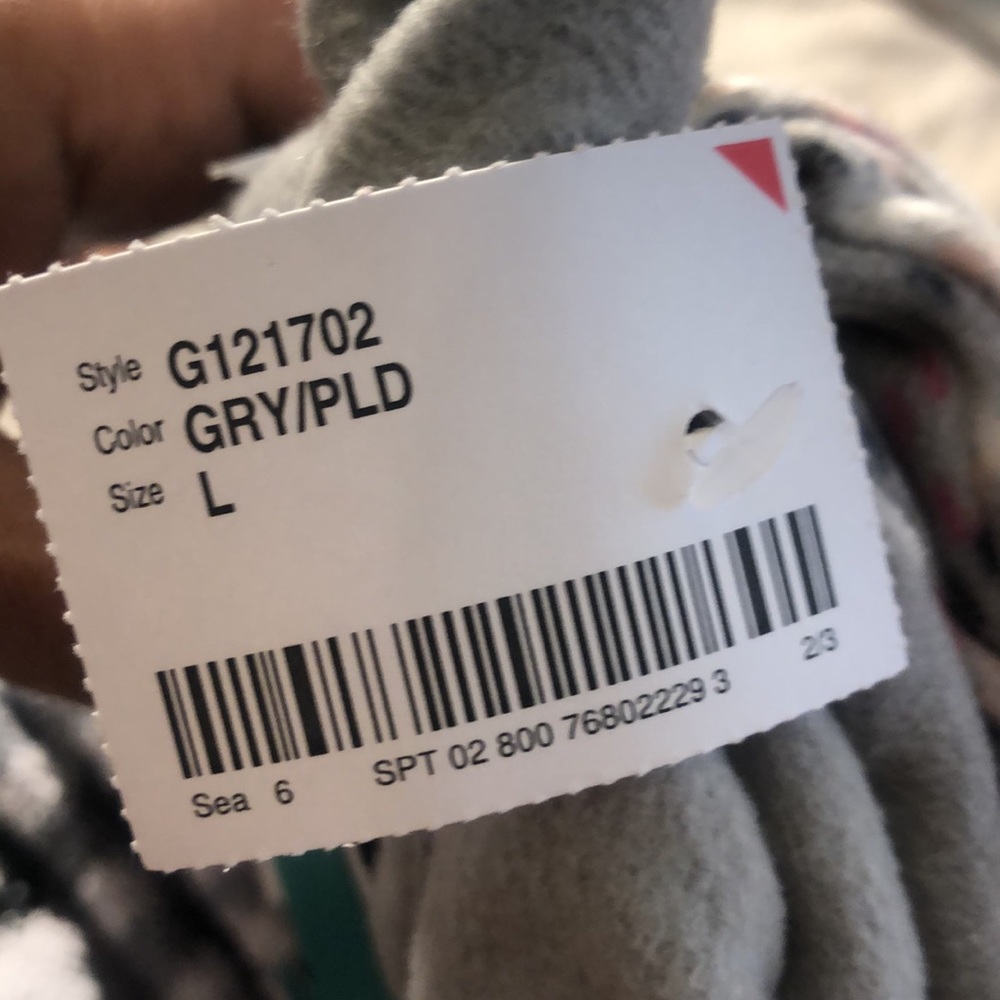 Style G121702
Color GRY/PLD
Size L
2/3
Sea 6 SPT 02 800 76802229 3